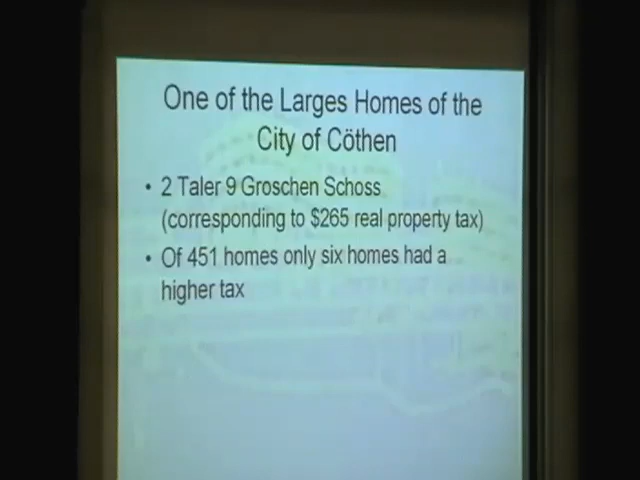 One of the Larges Homes of the
City of Cöthen
• 2 Taler 9 Groschen Schoss
(corresponding to $265 real property tax)
• Of 451 homes only six homes had a
higher tax